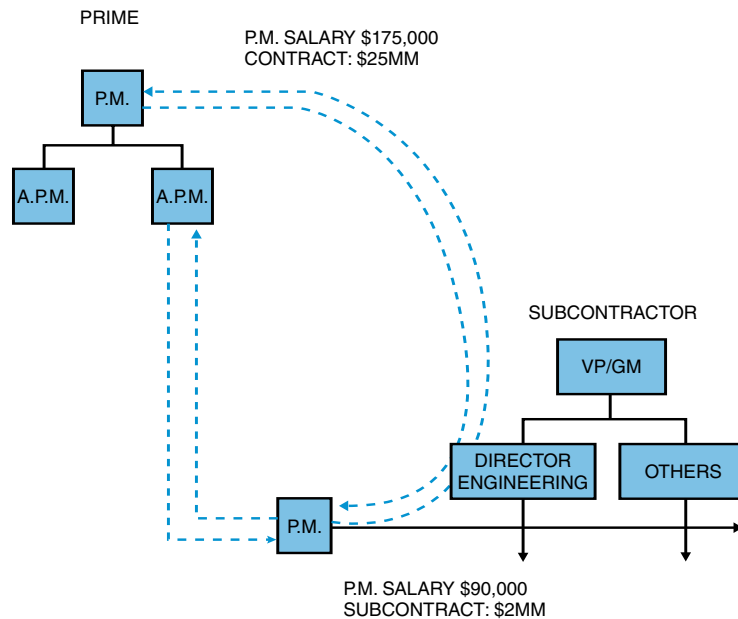 PRIME
P.M. SALARY $175,000
CONTRACT: $25MM
P.M.
A.P.M.
A.P.M.
SUBCONTRACTOR
VP/GM
DIRECTOR
ENGINEERING
OTHERS
P.M.
P.M. SALARY $90,000
SUBCONTRACT: $2MM